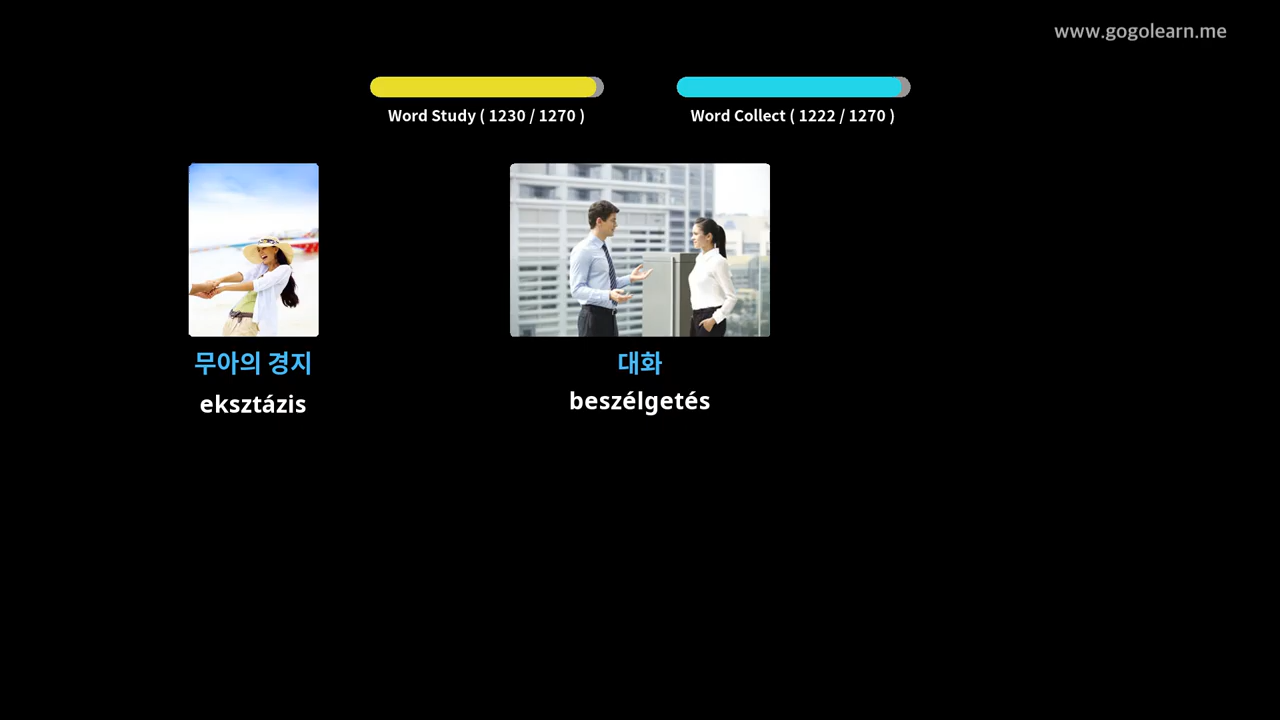 www.gogolearn.me
Word Study ( 1230 / 1270 )
Word Collect ( 1222 / 1270 )
무아의 경지
eksztázis
대화
beszélgetés